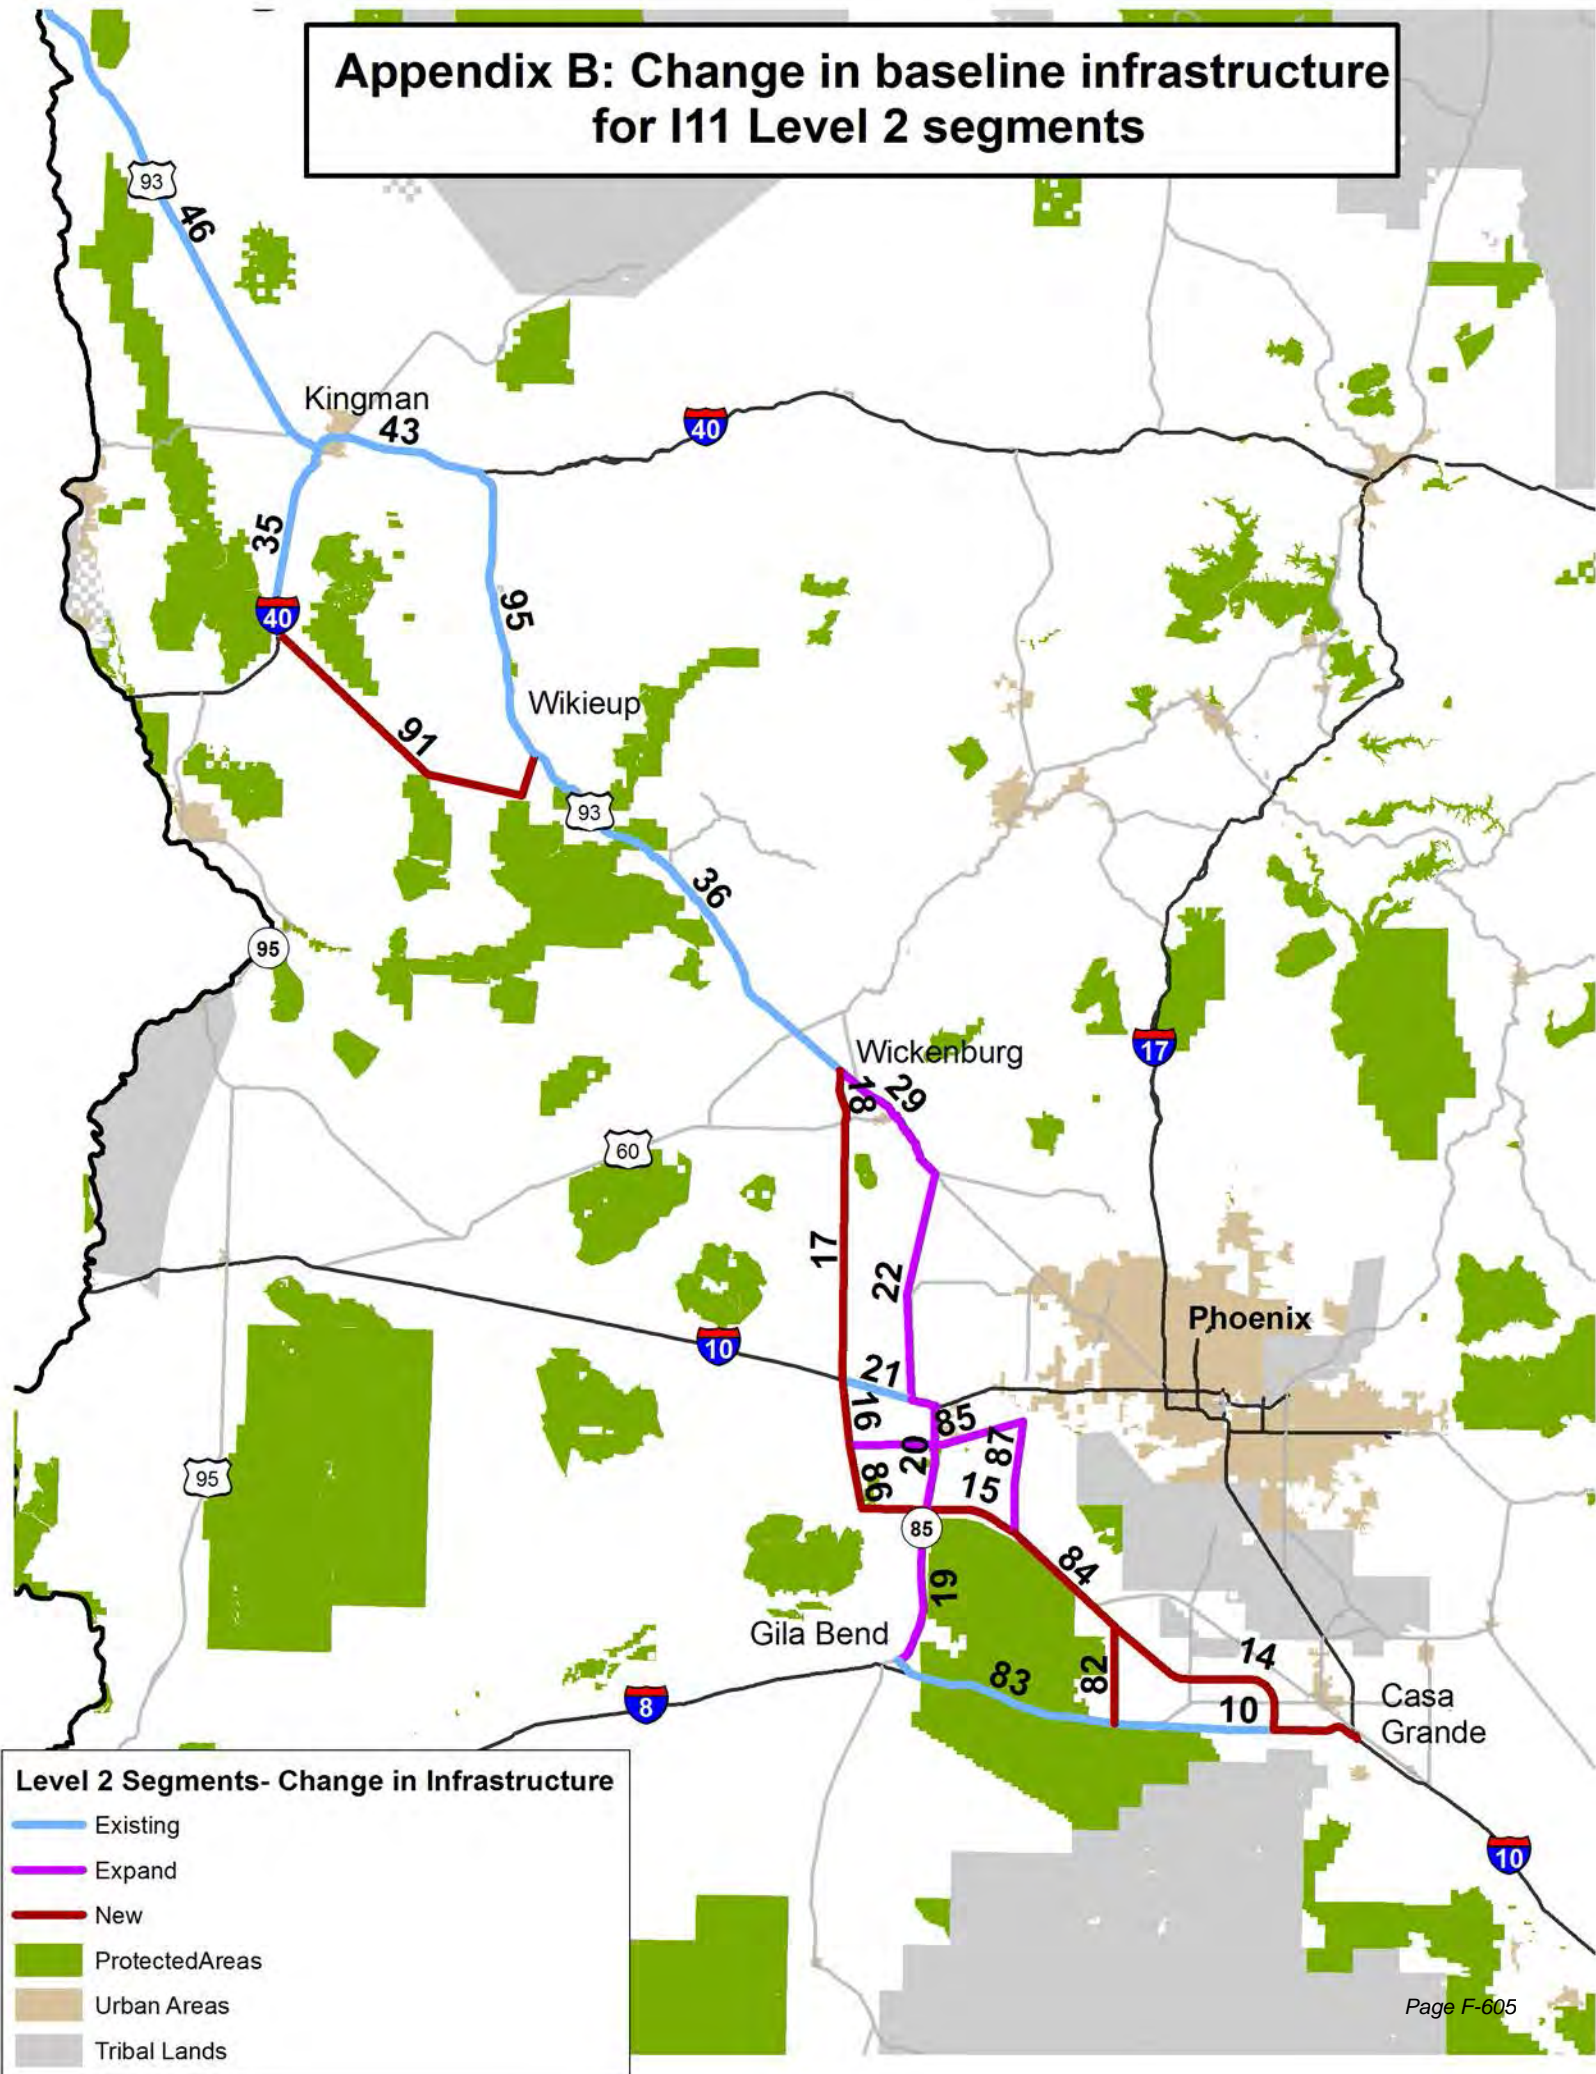 Appendix B: Change in baseline infrastructure
for I11 Level 2 segments
93
46
Kingman
43
40
35
40
95
Wikieup
91
93
36
95
Wickenburg
17
18
29
60
17
22
Phoenix
10
21
16
85
87
20
86
15
95
85
84
19
Gila Bend
14
82
83
8
10
Casa
Grande
10
Level 2 Segments- Change in Infrastructure
Existing
Expand
New
ProtectedAreas
Urban Areas
Tribal Lands
Page F-605